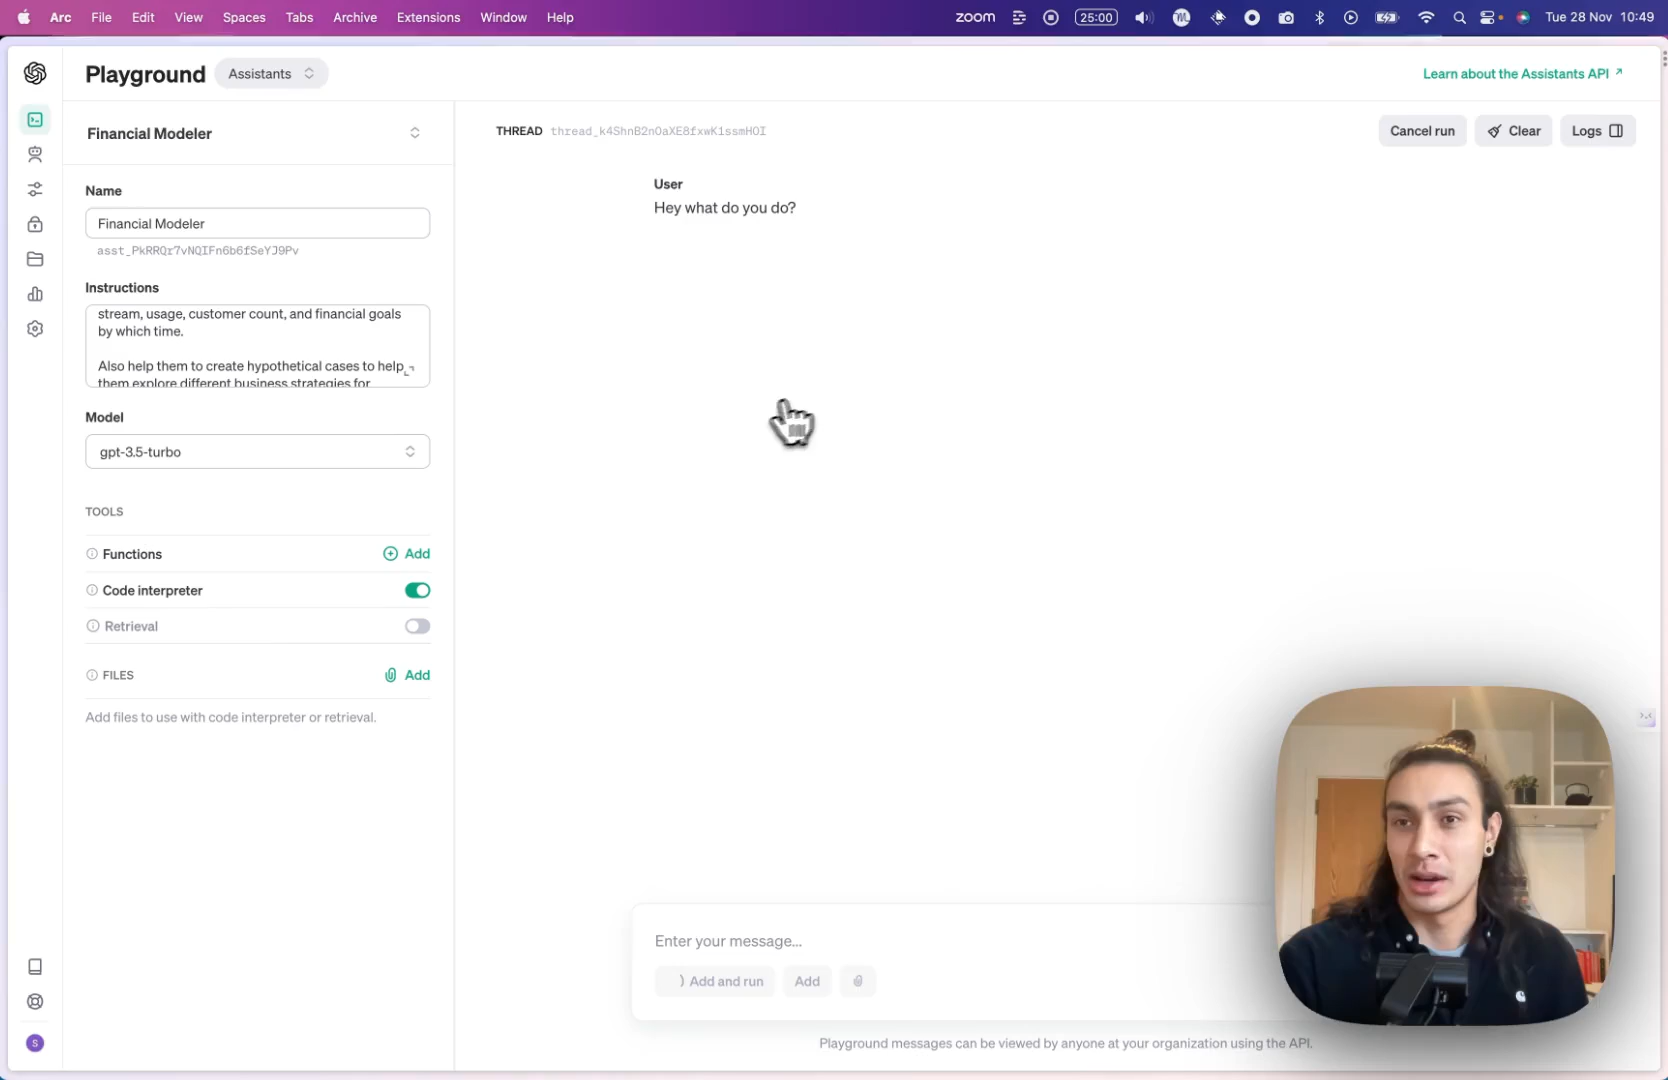 Arc File Edit View Spaces Tabs Archive Extensions Window Help zoom 25:00 Tue 28 Nov 10:49
Playground Assistants Learn about the Assistants API
Financial Modeler
Name
Financial Modeler
asst_PkRRQr7vNQIFn6b6fSeYJ9Pv
Instructions
stream, usage, customer count, and financial goals
by which time.
Also help them to create hypothetical cases to help
them explore different business strategies for
Model
gpt-3.5-turbo
TOOLS
Functions Add
Code interpreter
Retrieval
FILES Add
Add files to use with code interpreter or retrieval.
S
THREAD thread_k4ShnB2nOaXE8fxwK1ssmHOI Cancel run Clear Logs
User
Hey what do you do?
Enter your message...
Add and run Add
Playground messages can be viewed by anyone at your organization using the API.